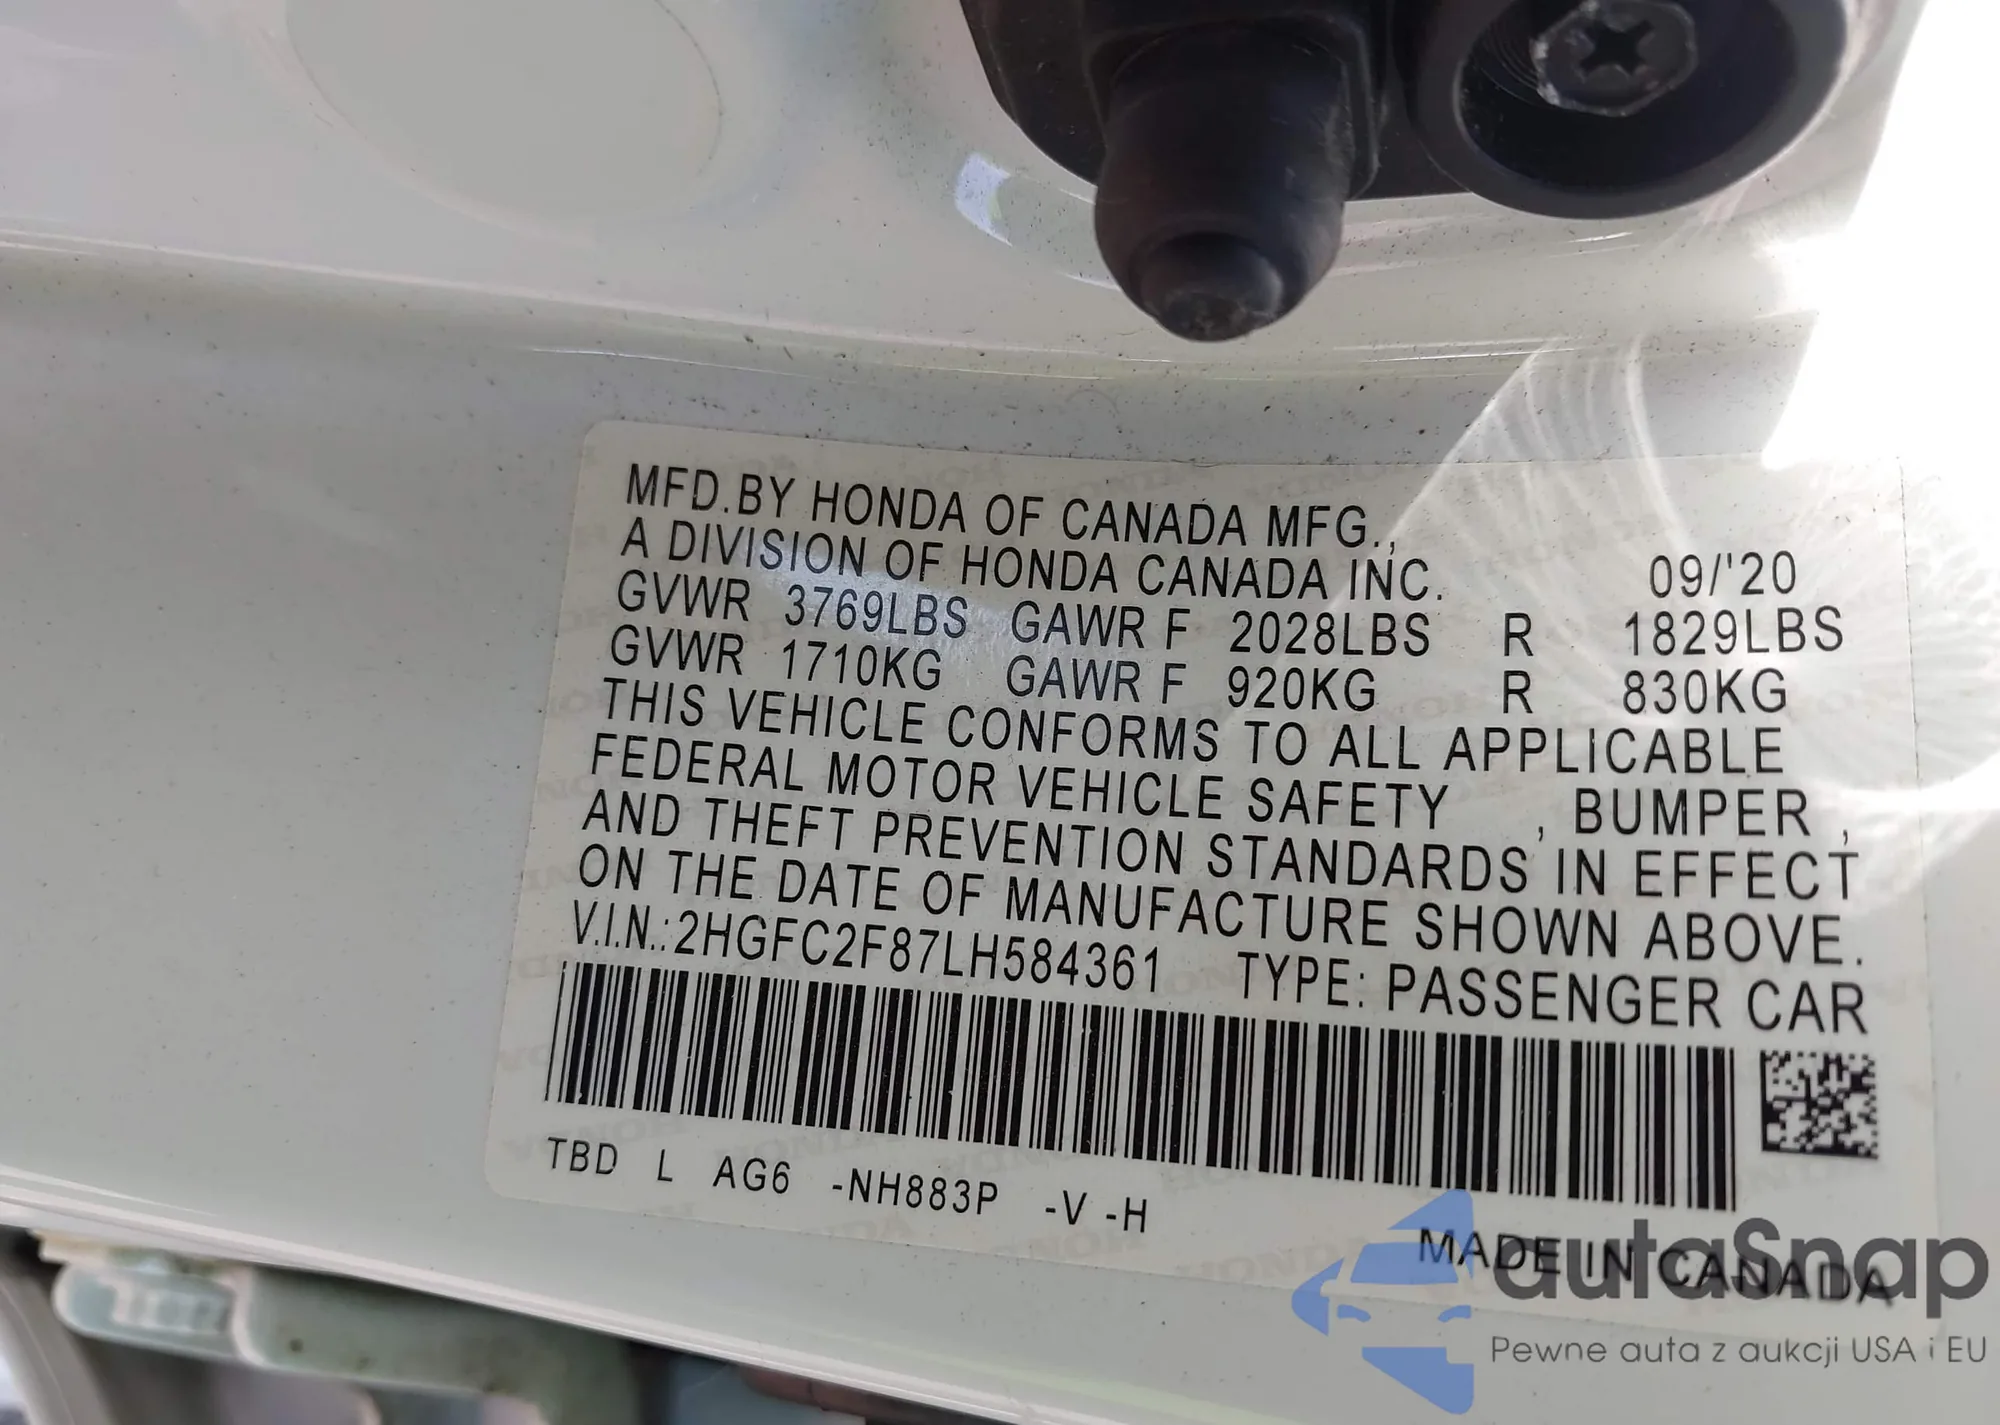 MFD.BY HONDA OF CANADA MFG.,
A DIVISION OF HONDA CANADA INC. 09/'20
GVWR 3769LBS GAWR F 2028LBS R 1829LBS
GVWR 1710KG GAWR F 920KG R 830KG
THIS VEHICLE CONFORMS TO ALL APPLICABLE
FEDERAL MOTOR VEHICLE SAFETY , BUMPER ,
AND THEFT PREVENTION STANDARDS IN EFFECT
ON THE DATE OF MANUFACTURE SHOWN ABOVE.
V.I.N.:2HGFC2F87LH584361 TYPE: PASSENGER CAR
TBD L AG6 -NH883P -V -H
MADE IN CANADA
autaSnap
Pewne auta z aukcji USA i EU